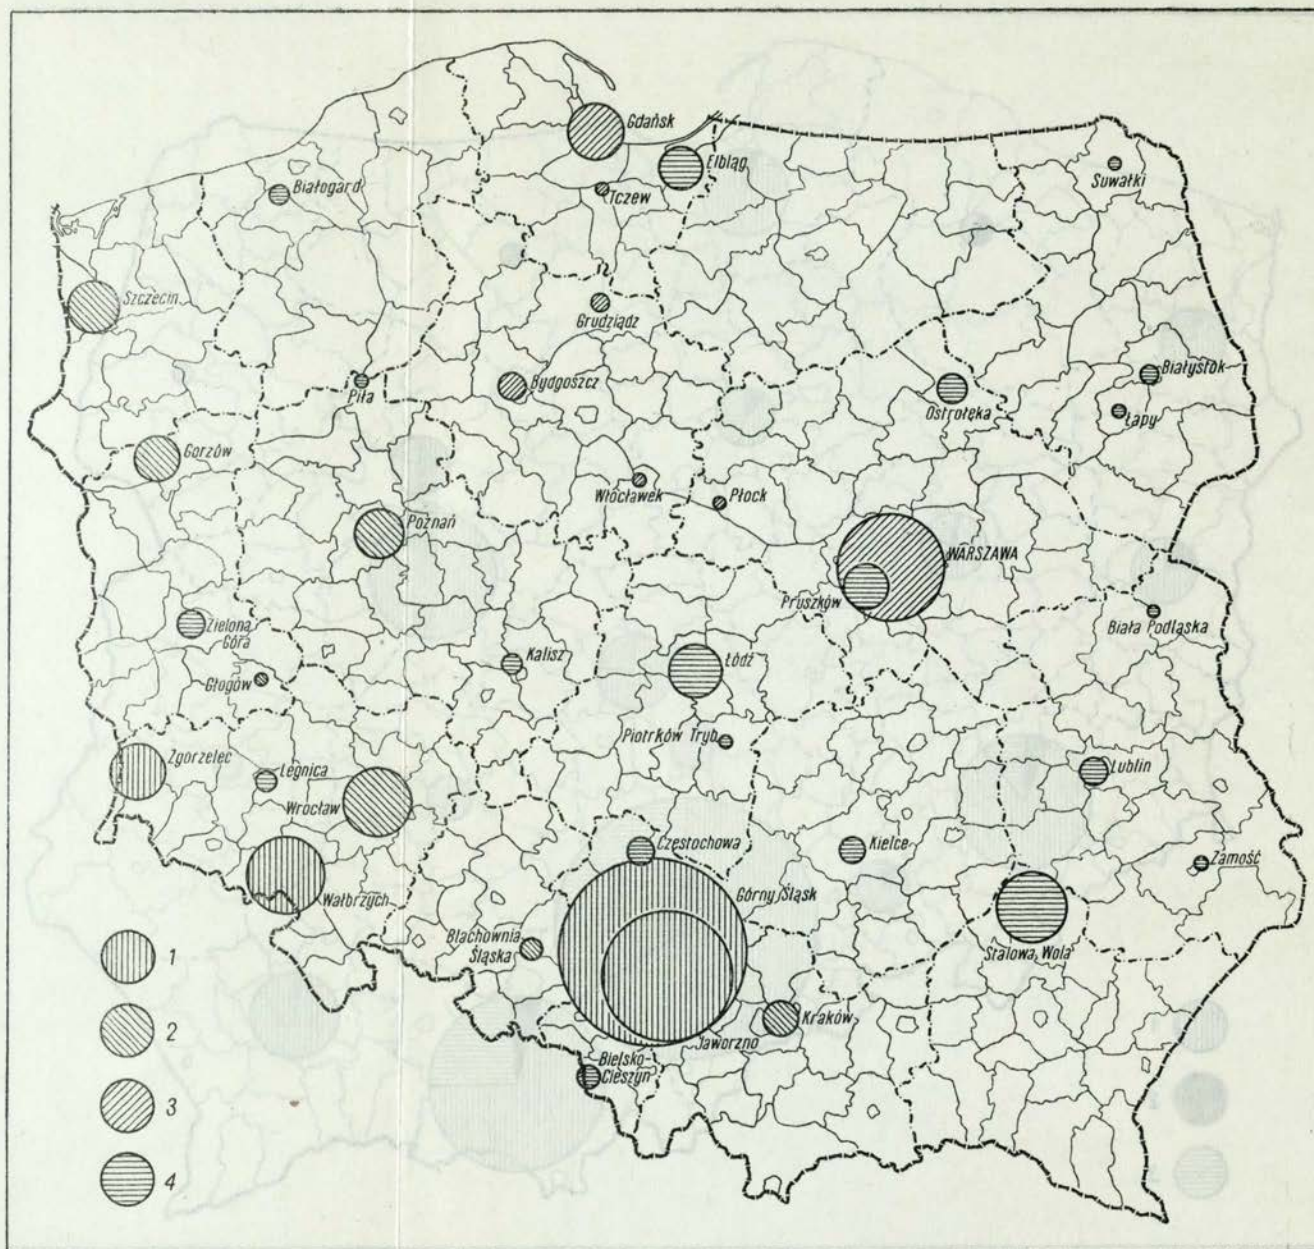 Gdańsk
Elbląg
Suwałki
Białogard
Tczew
Szczecin
Grudziądz
Bydgoszcz
Piła
Białystok
Ostrołęka
Łapy
Gorzów
Włocławek
Płock
Poznań
WARSZAWA
Pruszków
Biała Podlaska
Zielona
Góra
Kalisz
Łódź
Głogów
Piotrków Tryb.
Zgorzelec
Legnica
Lublin
Wrocław
Częstochowa
Kielce
Zamość
Wałbrzych
Górny Śląsk
Blachownia
Śląska
Stalowa Wola
1
2
Kraków
Jaworzno
Bielsko-
Cieszyn
3
4